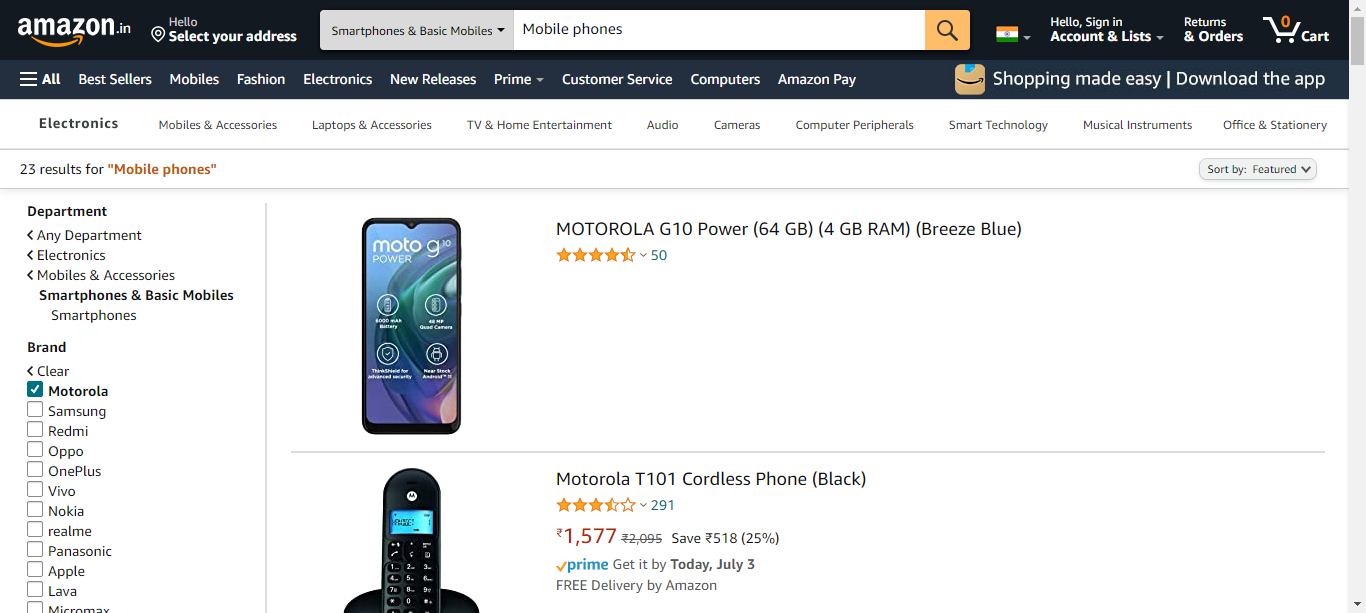 amazon.in
Hello
Select your address
Smartphones & Basic Mobiles
Mobile phones
Hello, Sign in
Account & Lists
Returns
& Orders
0
Cart
All
Best Sellers
Mobiles
Fashion
Electronics
New Releases
Prime
Customer Service
Computers
Amazon Pay
Shopping made easy | Download the app
Electronics
Mobiles & Accessories
Laptops & Accessories
TV & Home Entertainment
Audio
Cameras
Computer Peripherals
Smart Technology
Musical Instruments
Office & Stationery
23 results for "Mobile phones"
Sort by: Featured
Department
Any Department
Electronics
Mobiles & Accessories
Smartphones & Basic Mobiles
Smartphones
Brand
Clear
Motorola
Samsung
Redmi
Oppo
OnePlus
Vivo
Nokia
realme
Panasonic
Apple
Lava
Micromax
moto g10
POWER
6000 mAh
Battery
48 MP
Quad Camera
ThinkShield for
advanced security
Near Stock
Android™ 11
MOTOROLA G10 Power (64 GB) (4 GB RAM) (Breeze Blue)
50
Motorola T101 Cordless Phone (Black)
291
₹1,577 ₹2,095 Save ₹518 (25%)
prime Get it by Today, July 3
FREE Delivery by Amazon